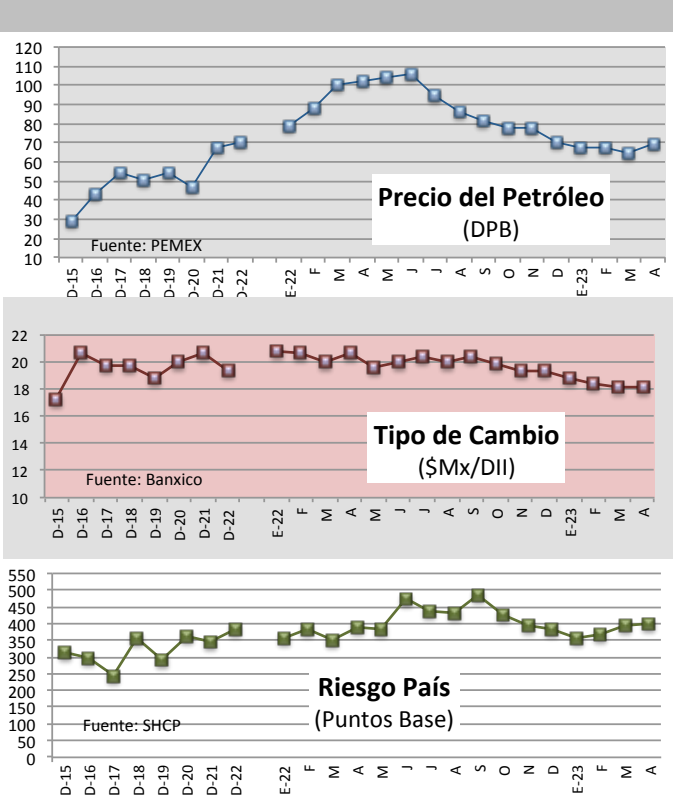 120
110
100
90
80
70
60
50
40
30
20
10
Precio del Petróleo
(DPB)
Fuente: PEMEX
D-15 D-16 D-17 D-18 D-19 D-20 D-21 D-22 E-22 F M A M J J A S O N D E-23 F M A
22
20
18
16
14
12
10
Tipo de Cambio
($Mx/Dll)
Fuente: Banxico
D-15 D-16 D-17 D-18 D-19 D-20 D-21 D-22 E-22 F M A M J J A S O N D E-23 F M A
550
500
450
400
350
300
250
200
150
100
50
0
Riesgo País
(Puntos Base)
Fuente: SHCP
D-15 D-16 D-17 D-18 D-19 D-20 D-21 D-22 E-22 F M A M J J A S O N D E-23 F M A